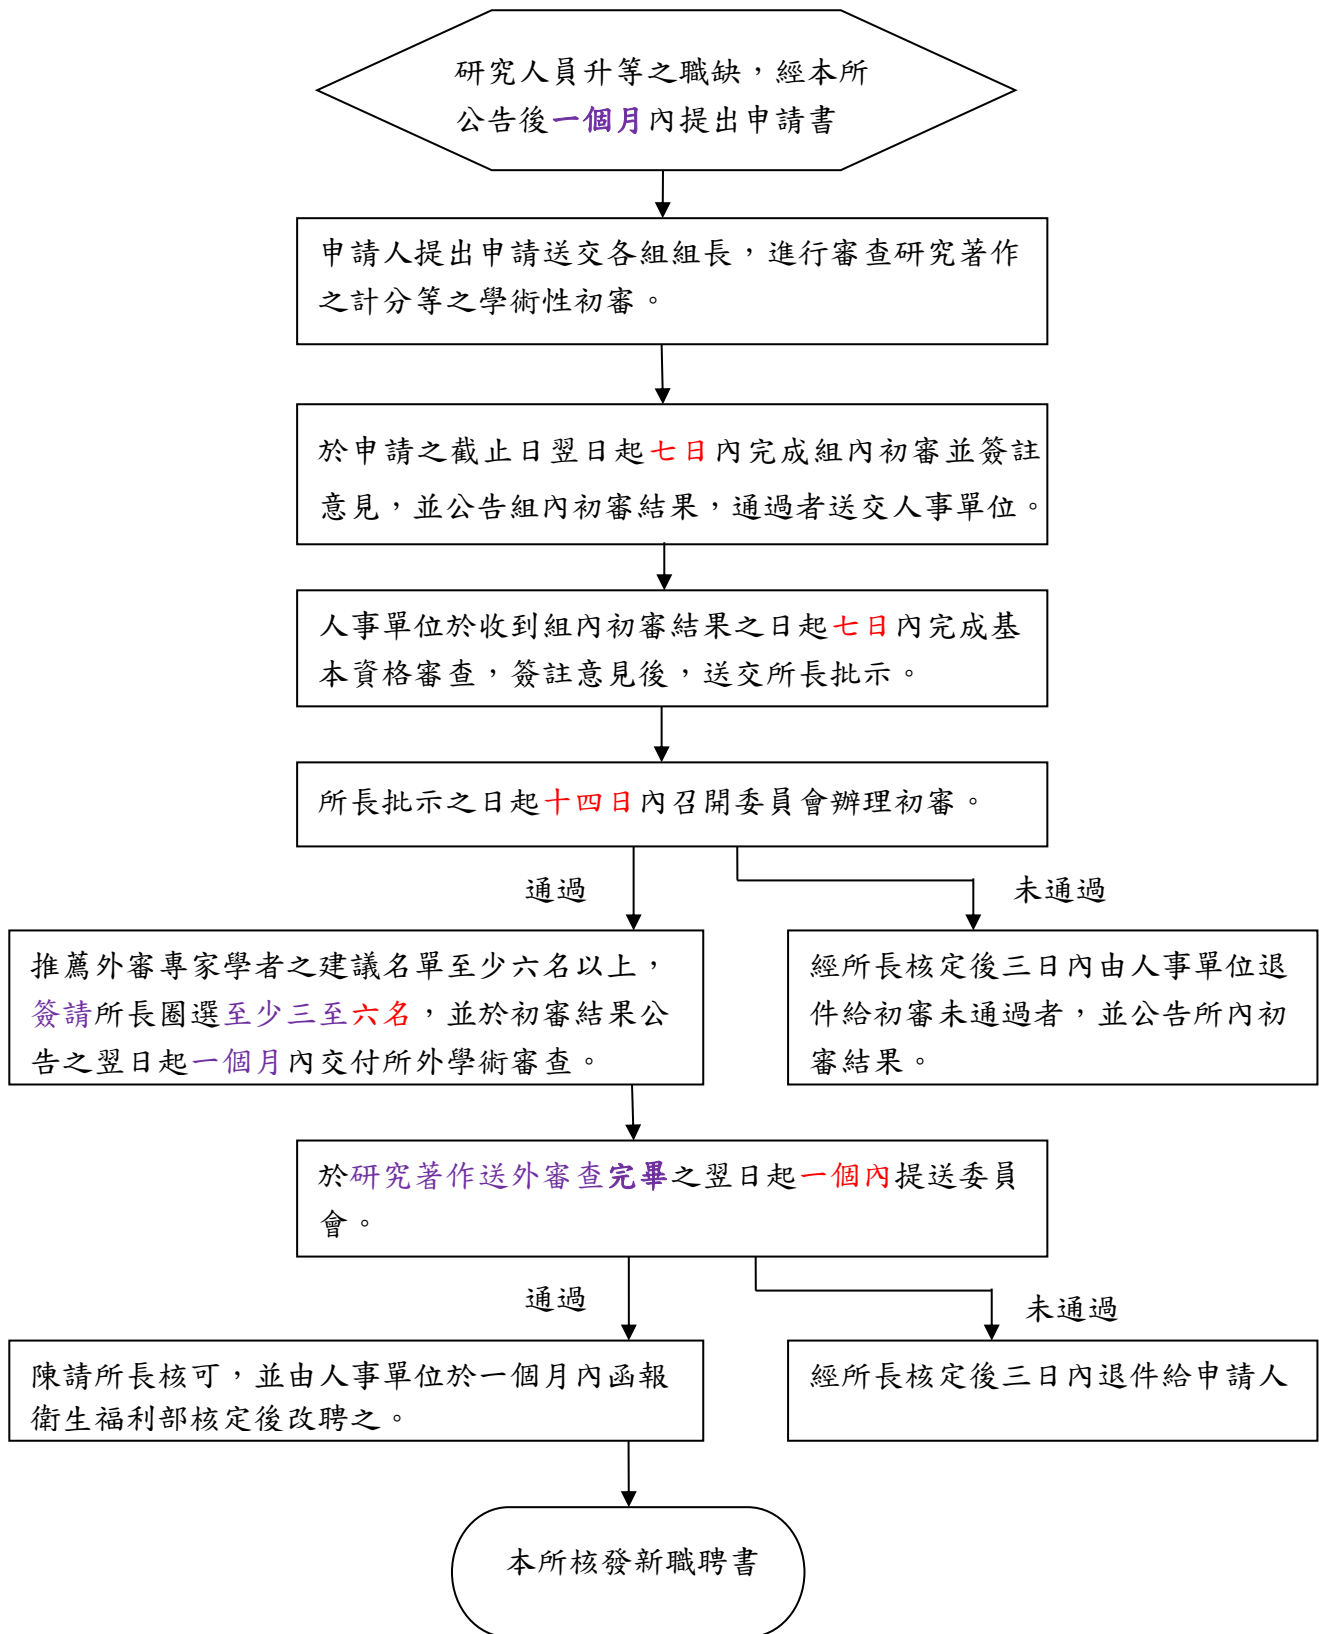 研究人員升等之職缺，經本所
公告後一個月內提出申請書
申請人提出申請送交各組組長，進行審查研究著作
之計分等之學術性初審。
於申請之截止日翌日起七日內完成組內初審並簽註
意見，並公告組內初審結果，通過者送交人事單位。
人事單位於收到組內初審結果之日起七日內完成基
本資格審查，簽註意見後，送交所長批示。
所長批示之日起十四日內召開委員會辦理初審。
通過
未通過
推薦外審專家學者之建議名單至少六名以上，
簽請所長圈選至少三至六名，並於初審結果公
告之翌日起一個月內交付所外學術審查。
經所長核定後三日內由人事單位退
件給初審未通過者，並公告所內初
審結果。
於研究著作送外審查完畢之翌日起一個內提送委員
會。
通過
未通過
陳請所長核可，並由人事單位於一個月內函報
衛生福利部核定後改聘之。
經所長核定後三日內退件給申請人
本所核發新職聘書